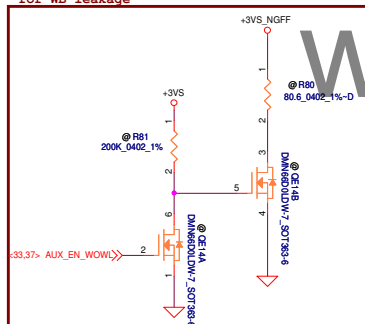 for WL leakage
+3VS_NGFF
W
1
@ R80
80.6_0402_1%~D
2
+3VS
1
@ R81
200K_0402_1%
2
3
5
4
@ QE14B
DMN66D0LDW-7_SOT363-6
6
<33,37> AUX_EN_WOWL
2
1
@ QE14A
DMN66D0LDW-7_SOT363-6